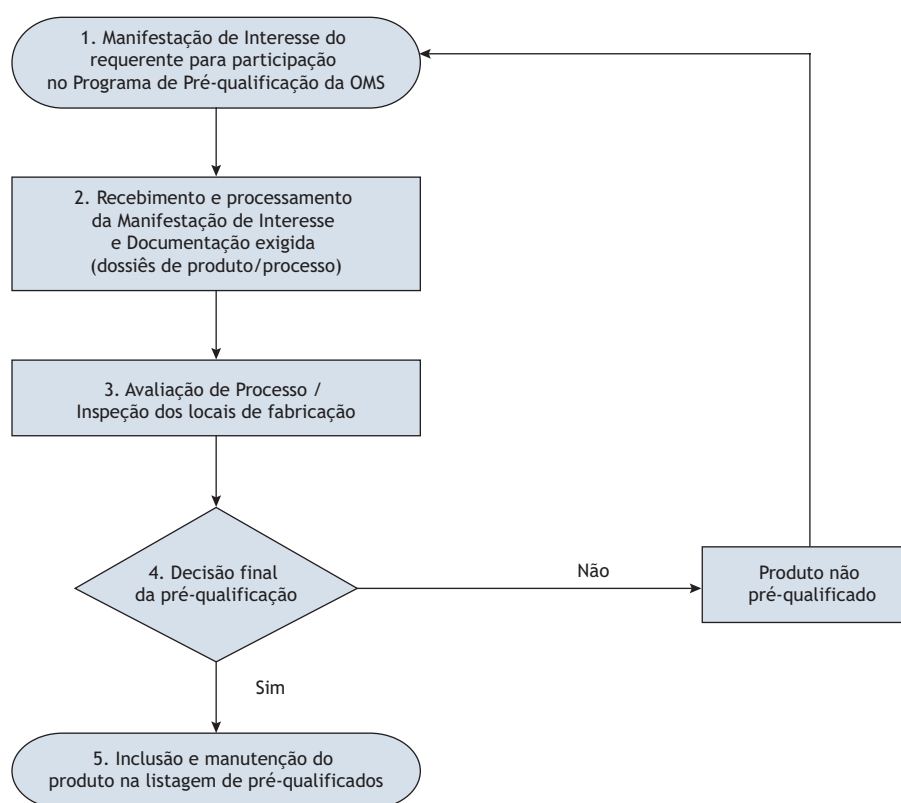 1. Manifestação de Interesse do
requerente para participação
no Programa de Pré-qualificação da OMS
2. Recebimento e processamento
da Manifestação de Interesse
e Documentação exigida
(dossiês de produto/processo)
3. Avaliação de Processo /
Inspeção dos locais de fabricação
4. Decisão final
da pré-qualificação
Não
Produto não
pré-qualificado
Sim
5. Inclusão e manutenção do
produto na listagem de pré-qualificados